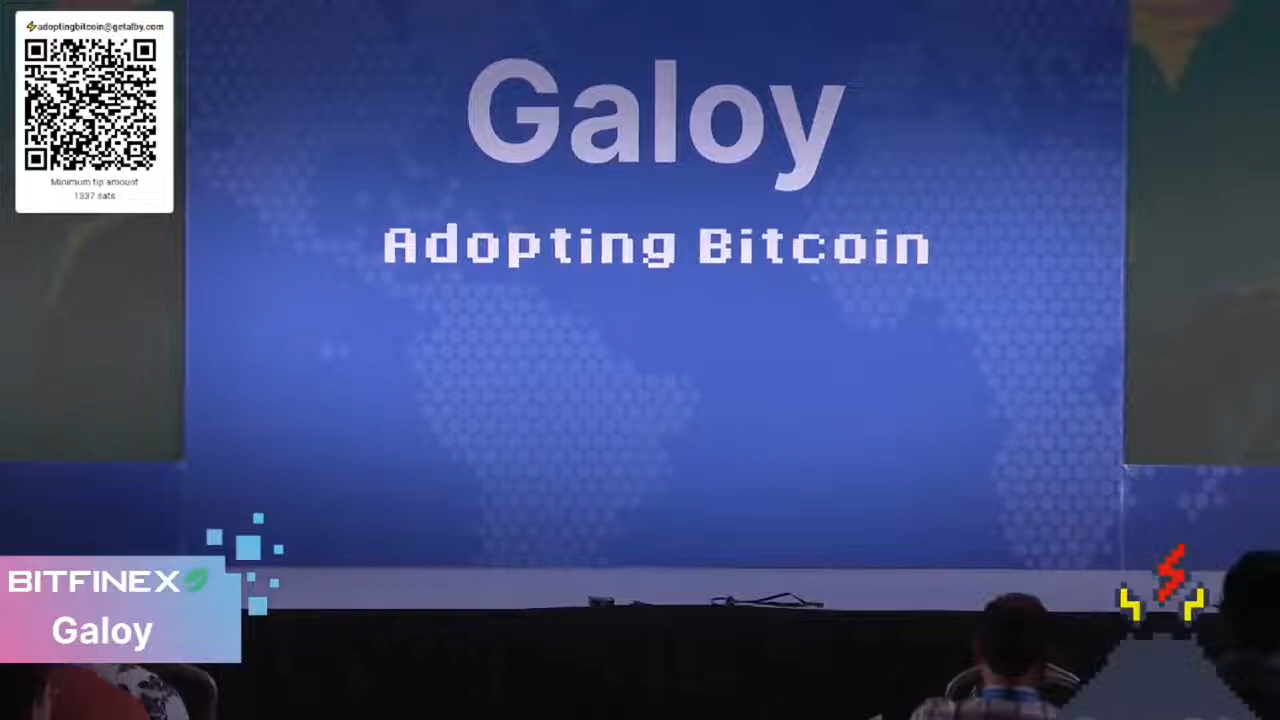 adoptingbitcoin@getalby.com
Minimum tip amount
1337 sats
Galoy
Adopting Bitcoin
BITFINEX
Galoy